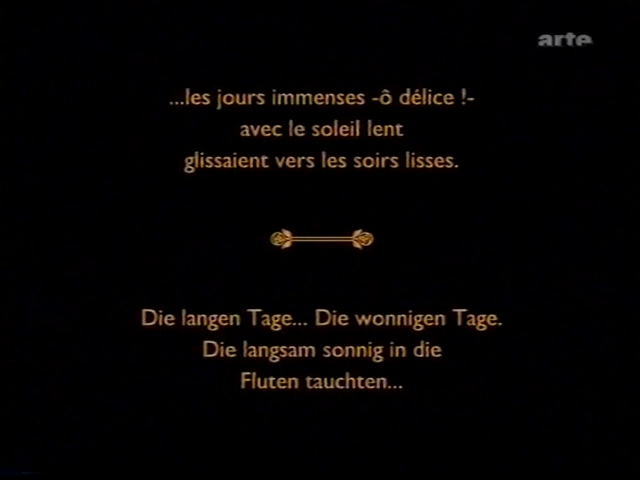 arte
...les jours immenses -ô délice !-
avec le soleil lent
glissaient vers les soirs lisses.
Die langen Tage... Die wonnigen Tage.
Die langsam sonnig in die
Fluten tauchten...